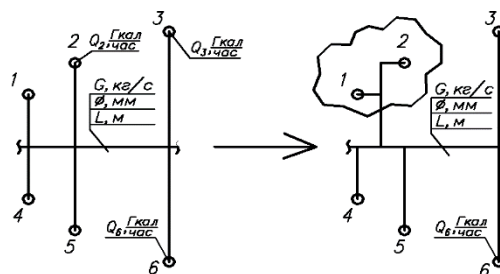 3
2
Q₂, Гкал
час
Q₃, Гкал
час
1
G, кг/с
Ø, мм
L, м
4
5
Q₆, Гкал
час
6
3
2
1
G, кг/с
Ø, мм
L, м
4
5
Q₆, Гкал
час
6